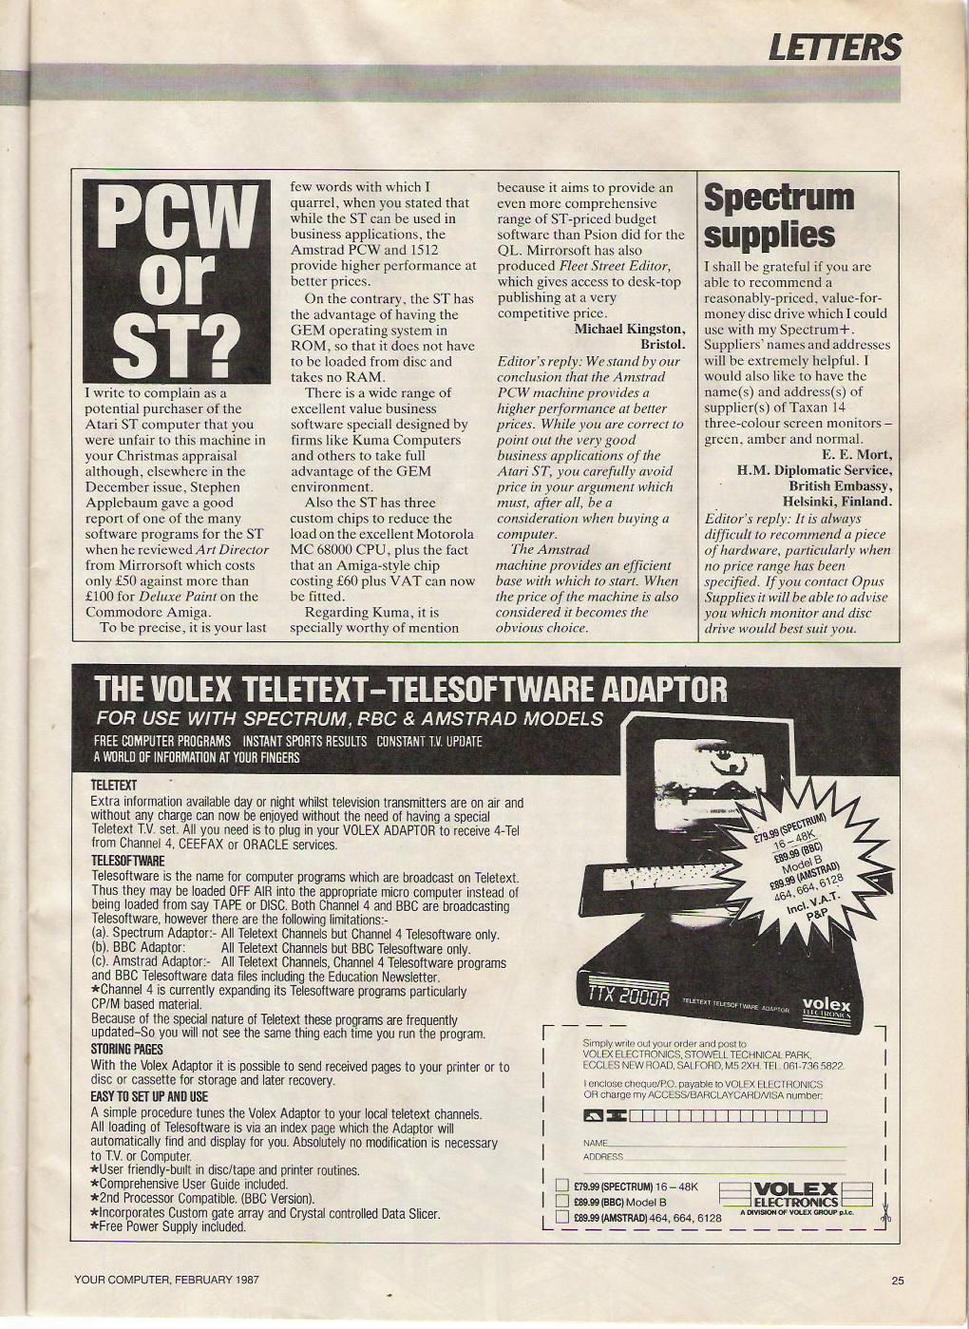 LETTERS
PCW
or
ST?
I write to complain as a
potential purchaser of the
Atari ST computer that you
were unfair to this machine in
your Christmas appraisal
although, elsewhere in the
December issue, Stephen
Applebaum gave a good
report of one of the many
software programs for the ST
when he reviewed Art Director
from Mirrorsoft which costs
only £50 against more than
£100 for Deluxe Paint on the
Commodore Amiga.
To be precise, it is your last
few words with which I
quarrel, when you stated that
while the ST can be used in
business applications, the
Amstrad PCW and 1512
provide higher performance at
better prices.
On the contrary, the ST has
the advantage of having the
GEM operating system in
ROM, so that it does not have
to be loaded from disc and
takes no RAM.
There is a wide range of
excellent value business
software speciall designed by
firms like Kuma Computers
and others to take full
advantage of the GEM
environment.
Also the ST has three
custom chips to reduce the
load on the excellent Motorola
MC 68000 CPU, plus the fact
that an Amiga-style chip
costing £60 plus VAT can now
be fitted.
Regarding Kuma, it is
specially worthy of mention
because it aims to provide an
even more comprehensive
range of ST-priced budget
software than Psion did for the
QL. Mirrorsoft has also
produced Fleet Street Editor,
which gives access to desk-top
publishing at a very
competitive price.
Michael Kingston,
Bristol.
Editor's reply: We stand by our
conclusion that the Amstrad
PCW machine provides a
higher performance at better
prices. While you are correct to
point out the very good
business applications of the
Atari ST, you carefully avoid
price in your argument which
must, after all, be a
consideration when buying a
computer.
The Amstrad
machine provides an efficient
base with which to start. When
the price of the machine is also
considered it becomes the
obvious choice.
Spectrum
supplies
I shall be grateful if you are
able to recommend a
reasonably-priced, value-for-
money disc drive which I could
use with my Spectrum+.
Suppliers' names and addresses
will be extremely helpful. I
would also like to have the
name(s) and address(s) of
supplier(s) of Taxan 14
three-colour screen monitors –
green, amber and normal.
E. E. Mort,
H.M. Diplomatic Service,
British Embassy,
Helsinki, Finland.
Editor's reply: It is always
difficult to recommend a piece
of hardware, particularly when
no price range has been
specified. If you contact Opus
Supplies it will be able to advise
you which monitor and disc
drive would best suit you.
THE VOLEX TELETEXT–TELESOFTWARE ADAPTOR
FOR USE WITH SPECTRUM, PBC & AMSTRAD MODELS
FREE COMPUTER PROGRAMS INSTANT SPORTS RESULTS CONSTANT T.V. UPDATE
A WORLD OF INFORMATION AT YOUR FINGERS
TELETEXT
Extra information available day or night whilst television transmitters are on air and
without any charge can now be enjoyed without the need of having a special
Teletext T.V. set. All you need is to plug in your VOLEX ADAPTOR to receive 4-Tel
from Channel 4, CEEFAX or ORACLE services.
TELESOFTWARE
Telesoftware is the name for computer programs which are broadcast on Teletext.
Thus they may be loaded OFF AIR into the appropriate micro computer instead of
being loaded from say TAPE or DISC. Both Channel 4 and BBC are broadcasting
Telesoftware, however there are the following limitations:-
(a). Spectrum Adaptor:- All Teletext Channels but Channel 4 Telesoftware only.
(b). BBC Adaptor: All Teletext Channels but BBC Telesoftware only.
(c). Amstrad Adaptor:- All Teletext Channels, Channel 4 Telesoftware programs
and BBC Telesoftware data files including the Education Newsletter.
★Channel 4 is currently expanding its Telesoftware programs particularly
CP/M based material.
Because of the special nature of Teletext these programs are frequently
updated–So you will not see the same thing each time you run the program.
STORING PAGES
With the Volex Adaptor it is possible to send received pages to your printer or to
disc or cassette for storage and later recovery.
EASY TO SET UP AND USE
A simple procedure tunes the Volex Adaptor to your local teletext channels.
All loading of Telesoftware is via an index page which the Adaptor will
automatically find and display for you. Absolutely no modification is necessary
to T.V. or Computer.
★User friendly-built in disc/tape and printer routines.
★Comprehensive User Guide included.
★2nd Processor Compatible. (BBC Version).
★Incorporates Custom gate array and Crystal controlled Data Slicer.
★Free Power Supply included.
£79.99 (SPECTRUM)
16–48K
£89.99 (BBC)
Model B
£89.99 (AMSTRAD)
464, 664, 6128
Incl. V.A.T.
P&P
TTX 2000A TELETEXT TELESOFTWARE ADAPTOR volex
ELECTRONICS
Simply write out your order and post to
VOLEX ELECTRONICS, STOWELL TECHNICAL PARK,
ECCLES NEW ROAD, SALFORD, M5 2XH. TEL. 061-736 5822.
I enclose cheque/P.O. payable to VOLEX ELECTRONICS
OR charge my ACCESS/BARCLAYCARD/VISA number:
NAME
ADDRESS
£79.99 (SPECTRUM) 16–48K
£89.99 (BBC) Model B
£89.99 (AMSTRAD) 464, 664, 6128
VOLEX
ELECTRONICS
A DIVISION OF VOLEX GROUP p.l.c.
YOUR COMPUTER, FEBRUARY 1987
25